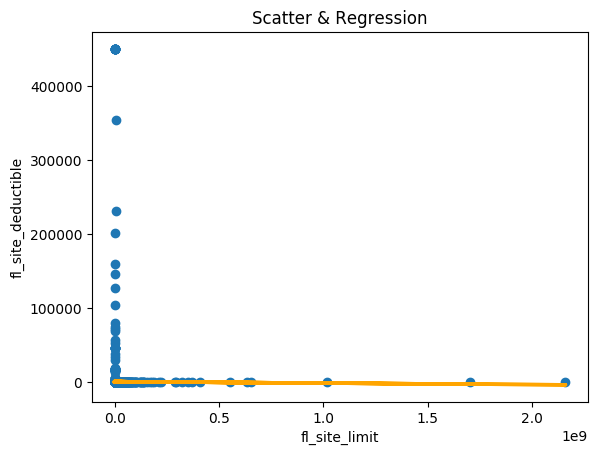 Scatter & Regression
fl_site_deductible
400000
300000
200000
100000
0
0.0 0.5 1.0 1.5 2.0
1e9
fl_site_limit